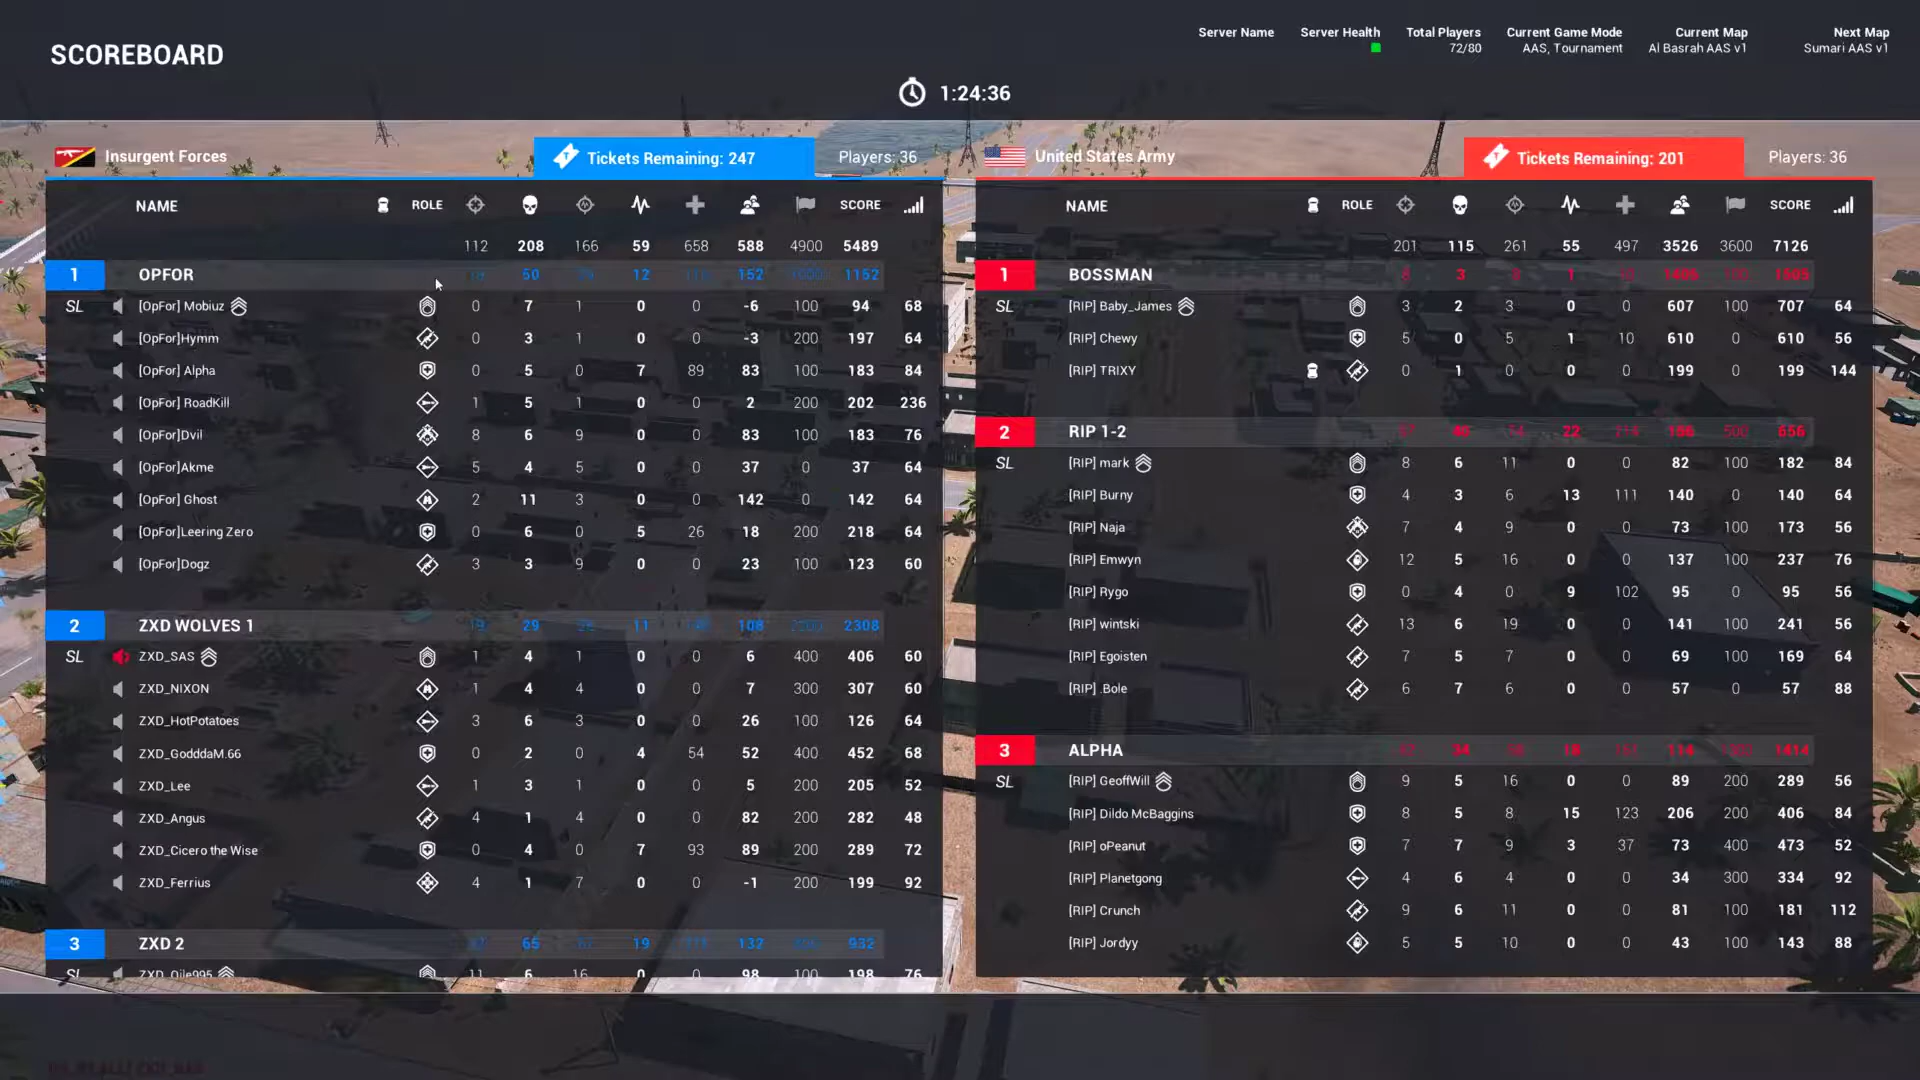 SCOREBOARD
Server Name
Server Health
Total Players
72/80
Current Game Mode
AAS, Tournament
Current Map
Al Basrah AAS v1
Next Map
Sumari AAS v1
1:24:36
Insurgent Forces
Tickets Remaining: 247
Players: 36
NAME ROLE SCORE
112 208 166 59 658 588 4900 5489
1 OPFOR 50 12 152 1152
SL [OpFor] Mobiuz 0 7 1 0 0 -6 100 94 68
[OpFor]Hymm 0 3 1 0 0 -3 200 197 64
[OpFor] Alpha 0 5 0 7 89 83 100 183 84
[OpFor] RoadKill 1 5 1 0 0 2 200 202 236
[OpFor]Dvil 8 6 9 0 0 83 100 183 76
[OpFor]Akme 5 4 5 0 0 37 0 37 64
[OpFor] Ghost 2 11 3 0 0 142 0 142 64
[OpFor]Leering Zero 0 6 0 5 26 18 200 218 64
[OpFor]Dogz 3 3 9 0 0 23 100 123 60
2 ZXD WOLVES 1 29 11 108 2308
SL ZXD_SAS 1 4 1 0 0 6 400 406 60
ZXD_NIXON 1 4 4 0 0 7 300 307 60
ZXD_HotPotatoes 3 6 3 0 0 26 100 126 64
ZXD_GodddaM.66 0 2 0 4 54 52 400 452 68
ZXD_Lee 1 3 1 0 0 5 200 205 52
ZXD_Angus 4 1 4 0 0 82 200 282 48
ZXD_Cicero the Wise 0 4 0 7 93 89 200 289 72
ZXD_Ferrius 4 1 7 0 0 -1 200 199 92
3 ZXD 2 65 19 132 932
SL ZXD_Oile995 11 6 16 0 0 98 100 198 76
United States Army
Tickets Remaining: 201
Players: 36
NAME ROLE SCORE
201 115 261 55 497 3526 3600 7126
1 BOSSMAN 3 1
SL [RIP] Baby_James 3 2 3 0 0 607 100 707 64
[RIP] Chewy 5 0 5 1 10 610 0 610 56
[RIP] TRIXY 0 1 0 0 0 199 0 199 144
2 RIP 1-2 22 500 656
SL [RIP] mark 8 6 11 0 0 82 100 182 84
[RIP] Burny 4 3 6 13 111 140 0 140 64
[RIP] Naja 7 4 9 0 0 73 100 173 56
[RIP] Emwyn 12 5 16 0 0 137 100 237 76
[RIP] Rygo 0 4 0 9 102 95 0 95 56
[RIP] wintski 13 6 19 0 0 141 100 241 56
[RIP] Egoisten 7 5 7 0 0 69 100 169 64
[RIP] .Bole 6 7 6 0 0 57 0 57 88
3 ALPHA 34 18 1414
SL [RIP] GeoffWill 9 5 16 0 0 89 200 289 56
[RIP] Dildo McBaggins 8 5 8 15 123 206 200 406 84
[RIP] oPeanut 7 7 9 3 37 73 400 473 52
[RIP] Planetgong 4 6 4 0 0 34 300 334 92
[RIP] Crunch 9 6 11 0 0 81 100 181 112
[RIP] Jordyy 5 5 10 0 0 43 100 143 88